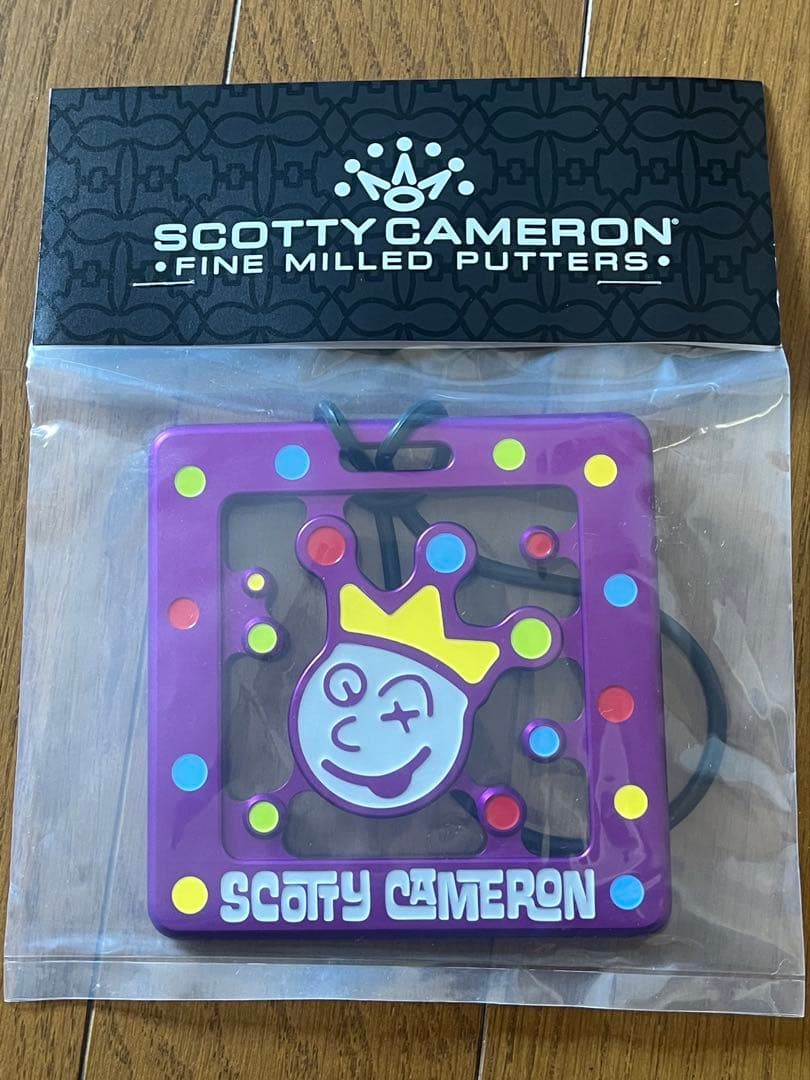 SCOTTY CAMERON®
• FINE MILLED PUTTERS •
SCOTTY CAMERON